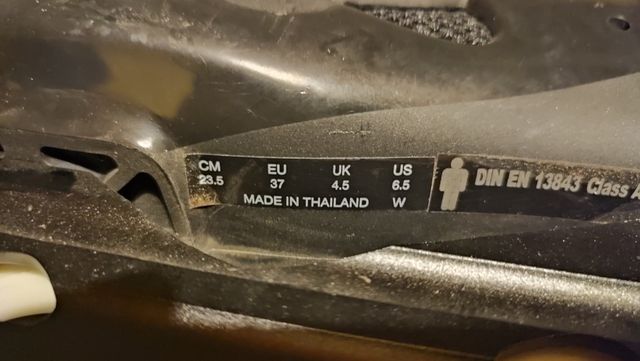 CM EU UK US
23.5 37 4.5 6.5
MADE IN THAILAND W
DIN EN 13843 Class A